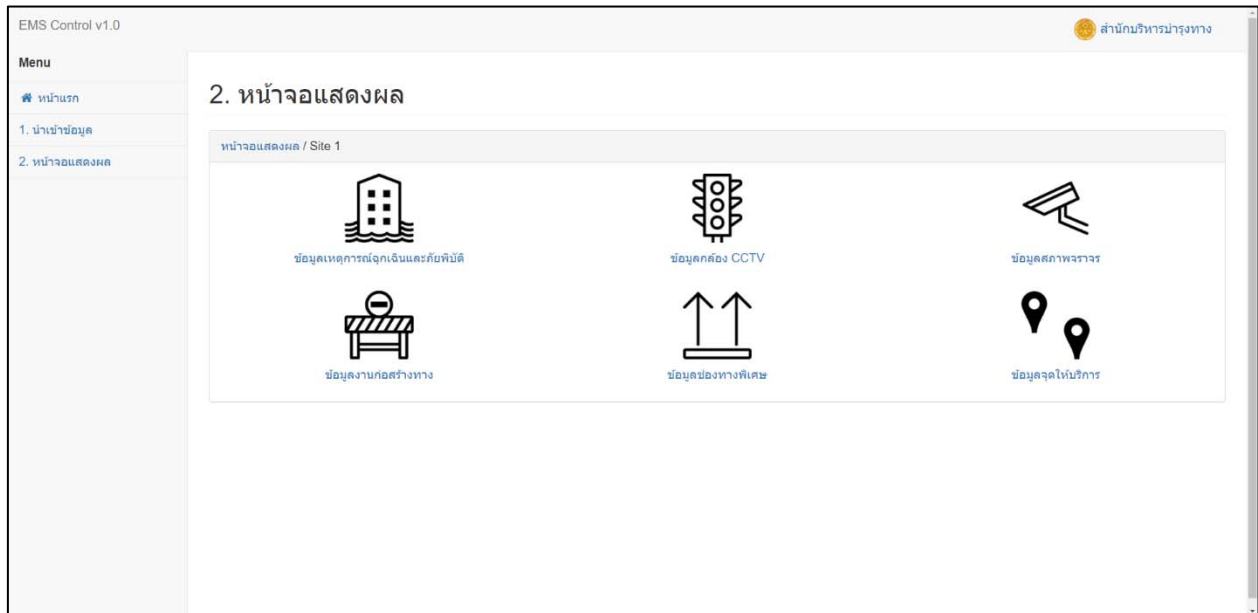 EMS Control v1.0
สำนักบริหารบำรุงทาง
Menu
หน้าแรก
1. นำเข้าข้อมูล
2. หน้าจอแสดงผล
2. หน้าจอแสดงผล
หน้าจอแสดงผล / Site 1
ข้อมูลเหตุการณ์ฉุกเฉินและภัยพิบัติ
ข้อมูลกล้อง CCTV
ข้อมูลสภาพจราจร
ข้อมูลงานก่อสร้างทาง
ข้อมูลช่องทางพิเศษ
ข้อมูลจุดให้บริการ